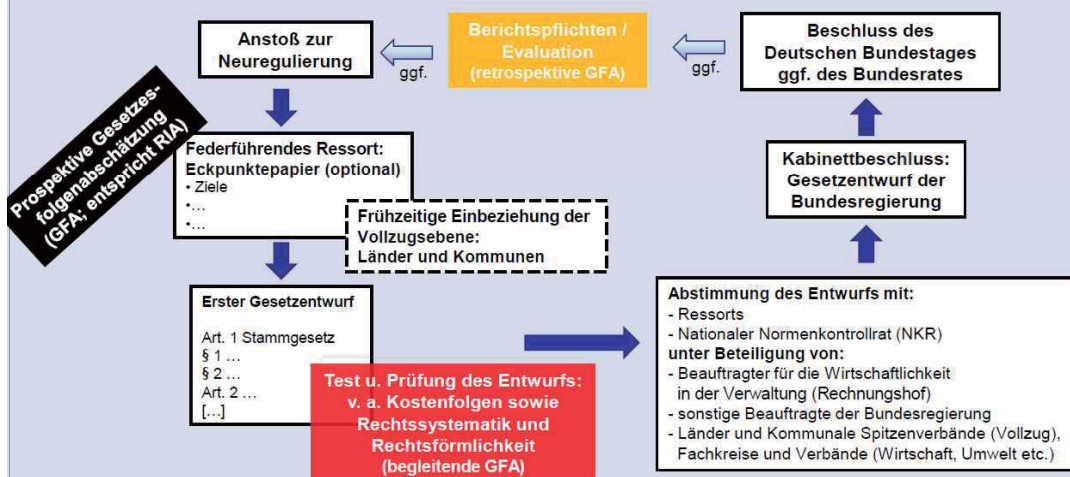 Anstoß zur
Neuregulierung
ggf.
Berichtspflichten /
Evaluation
(retrospektive GFA)
ggf.
Beschluss des
Deutschen Bundestages
ggf. des Bundesrates
Prospektive Gesetzes-
folgenabschätzung
(GFA; entspricht RIA)
Federführendes Ressort:
Eckpunktepapier (optional)
• Ziele
•...
•...
Frühzeitige Einbeziehung der
Vollzugsebene:
Länder und Kommunen
Kabinettbeschluss:
Gesetzentwurf der
Bundesregierung
Erster Gesetzentwurf
Art. 1 Stammgesetz
§ 1 ...
§ 2 ...
Art. 2 ...
[...]
Test u. Prüfung des Entwurfs:
v. a. Kostenfolgen sowie
Rechtssystematik und
Rechtsförmlichkeit
(begleitende GFA)
Abstimmung des Entwurfs mit:
- Ressorts
- Nationaler Normenkontrollrat (NKR)
unter Beteiligung von:
- Beauftragter für die Wirtschaftlichkeit
in der Verwaltung (Rechnungshof)
- sonstige Beauftragte der Bundesregierung
- Länder und Kommunale Spitzenverbände (Vollzug),
Fachkreise und Verbände (Wirtschaft, Umwelt etc.)